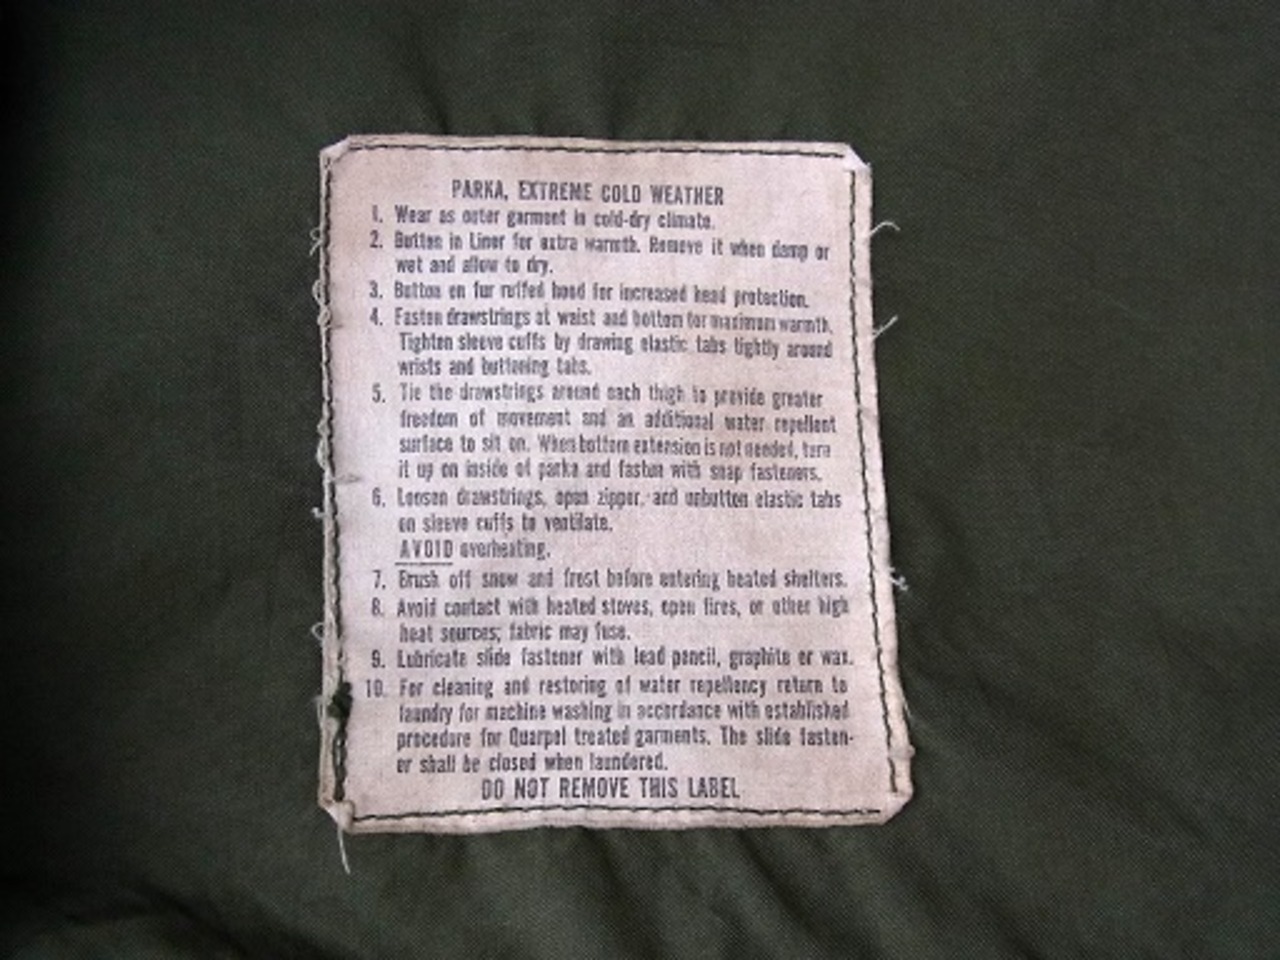 PARKA, EXTREME COLD WEATHER
1. Wear as outer garment in cold-dry climate.
2. Button in Liner for extra warmth. Remove it when damp or
wet and allow to dry.
3. Button on fur ruffed hood for increased head protection.
4. Fasten drawstrings at waist and bottom for maximum warmth.
Tighten sleeve cuffs by drawing elastic tabs tightly around
wrists and buttoning tabs.
5. Tie the drawstrings around each thigh to provide greater
freedom of movement and an additional water repellent
surface to sit on. When bottom extension is not needed, turn
it up on inside of parka and fasten with snap fasteners.
6. Loosen drawstrings, open zipper, and unbutton elastic tabs
on sleeve cuffs to ventilate.
AVOID overheating.
7. Brush off snow and frost before entering heated shelters.
8. Avoid contact with heated stoves, open fires, or other high
heat sources; fabric may fuse.
9. Lubricate slide fastener with lead pencil, graphite or wax.
10. For cleaning and restoring of water repellency return to
laundry for machine washing in accordance with established
procedure for Quarpel treated garments. The slide fasten-
er shall be closed when laundered.
DO NOT REMOVE THIS LABEL